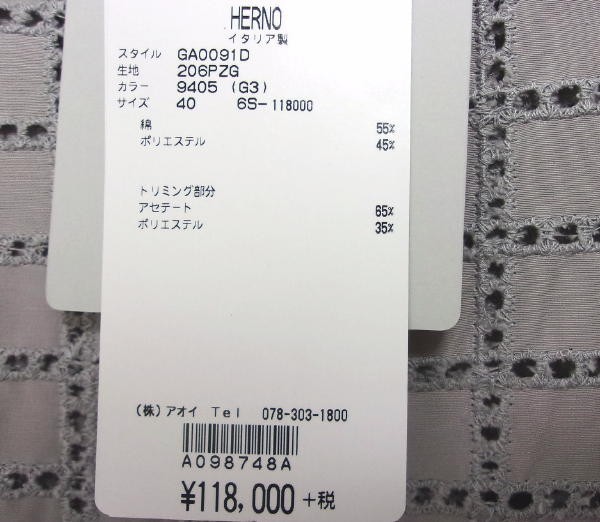 HERNO
イタリア製
スタイル GA0091D
生地 206PZG
カラー 9405 (G3)
サイズ 40 6S-118000
綿 55%
ポリエステル 45%
トリミング部分
アセテート 65%
ポリエステル 35%
(株)アオイ Tel 078-303-1800
A098748A
¥118,000+税